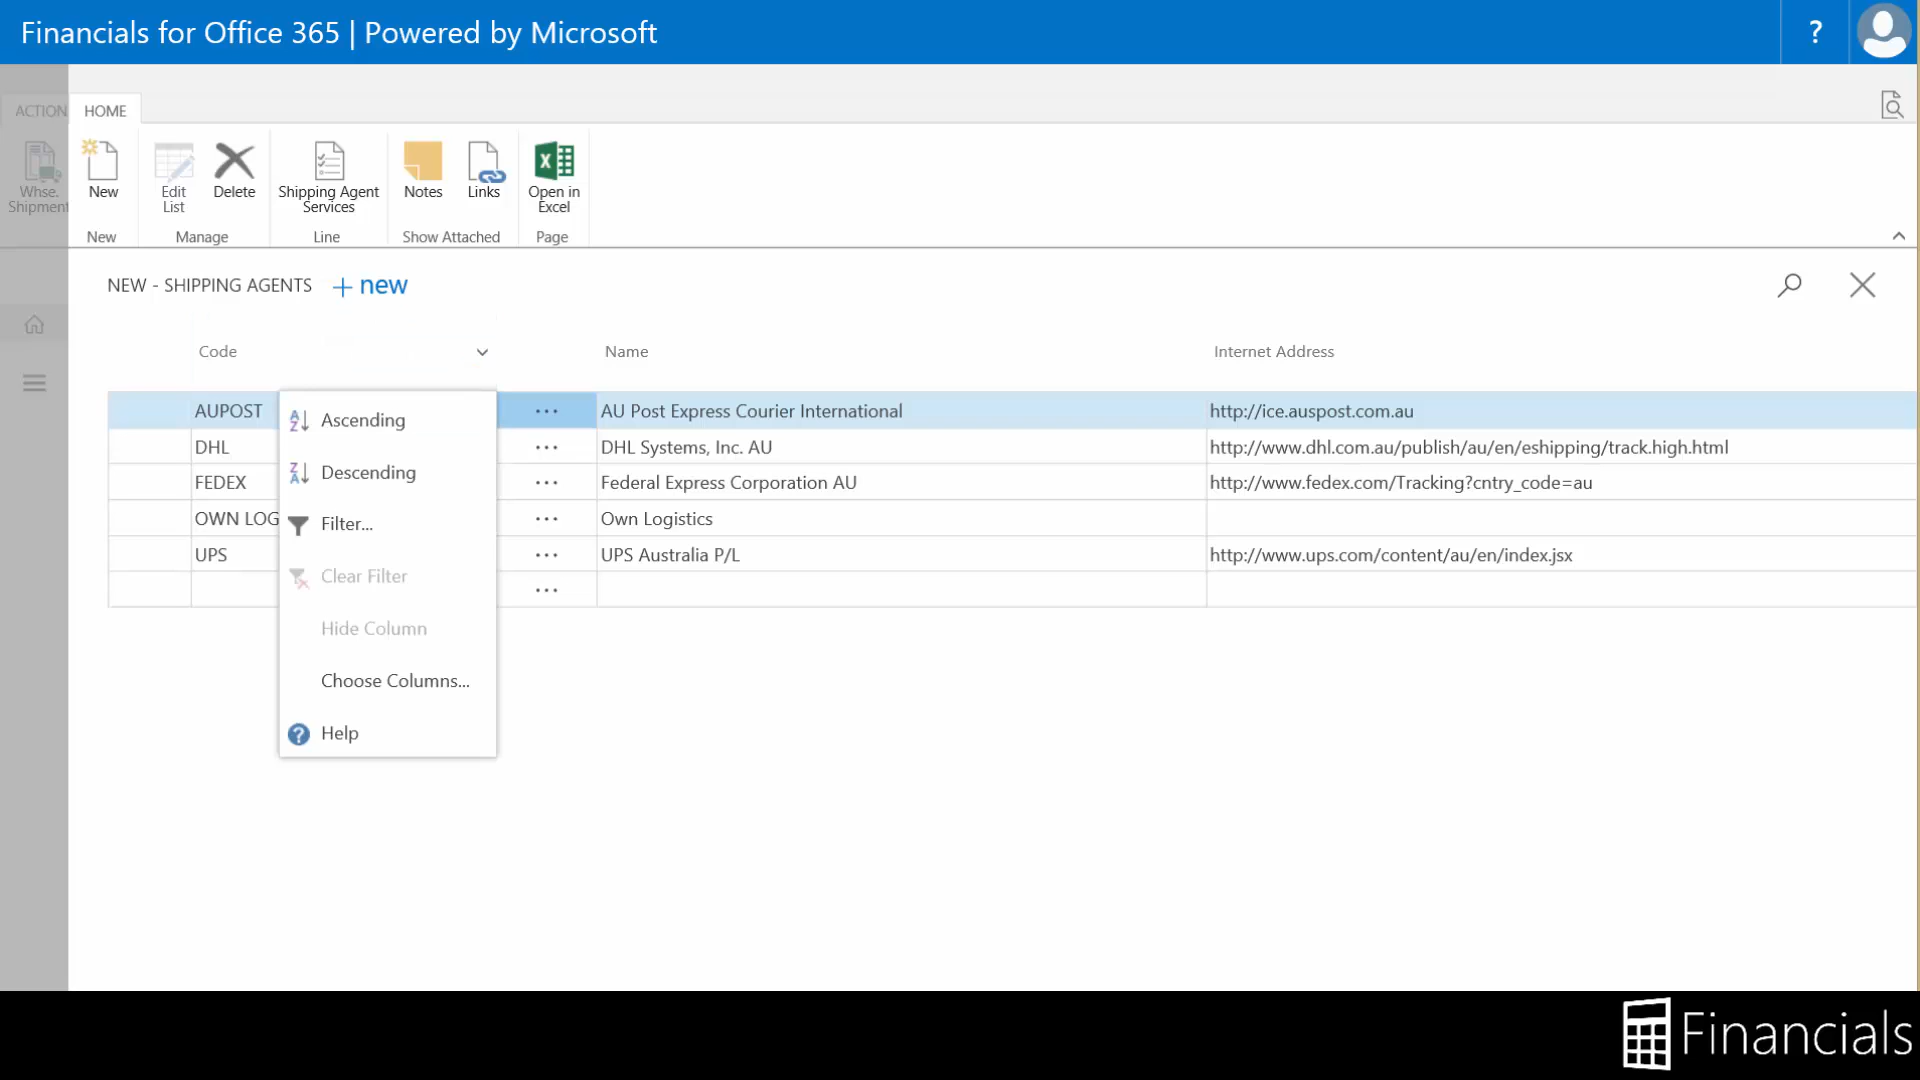 Financials for Office 365 | Powered by Microsoft
?
ACTION
HOME
Whse.
Shipment
New
Edit
List
Delete
Shipping Agent
Services
Notes
Links
Open in
Excel
New
Manage
Line
Show Attached
Page
NEW - SHIPPING AGENTS + new
Code
Name
Internet Address
AUPOST ... AU Post Express Courier International http://ice.auspost.com.au
DHL ... DHL Systems, Inc. AU http://www.dhl.com.au/publish/au/en/eshipping/track.high.html
FEDEX ... Federal Express Corporation AU http://www.fedex.com/Tracking?cntry_code=au
OWN LOG ... Own Logistics
UPS ... UPS Australia P/L http://www.ups.com/content/au/en/index.jsx
...
Ascending
Descending
Filter...
Clear Filter
Hide Column
Choose Columns...
? Help
Financials